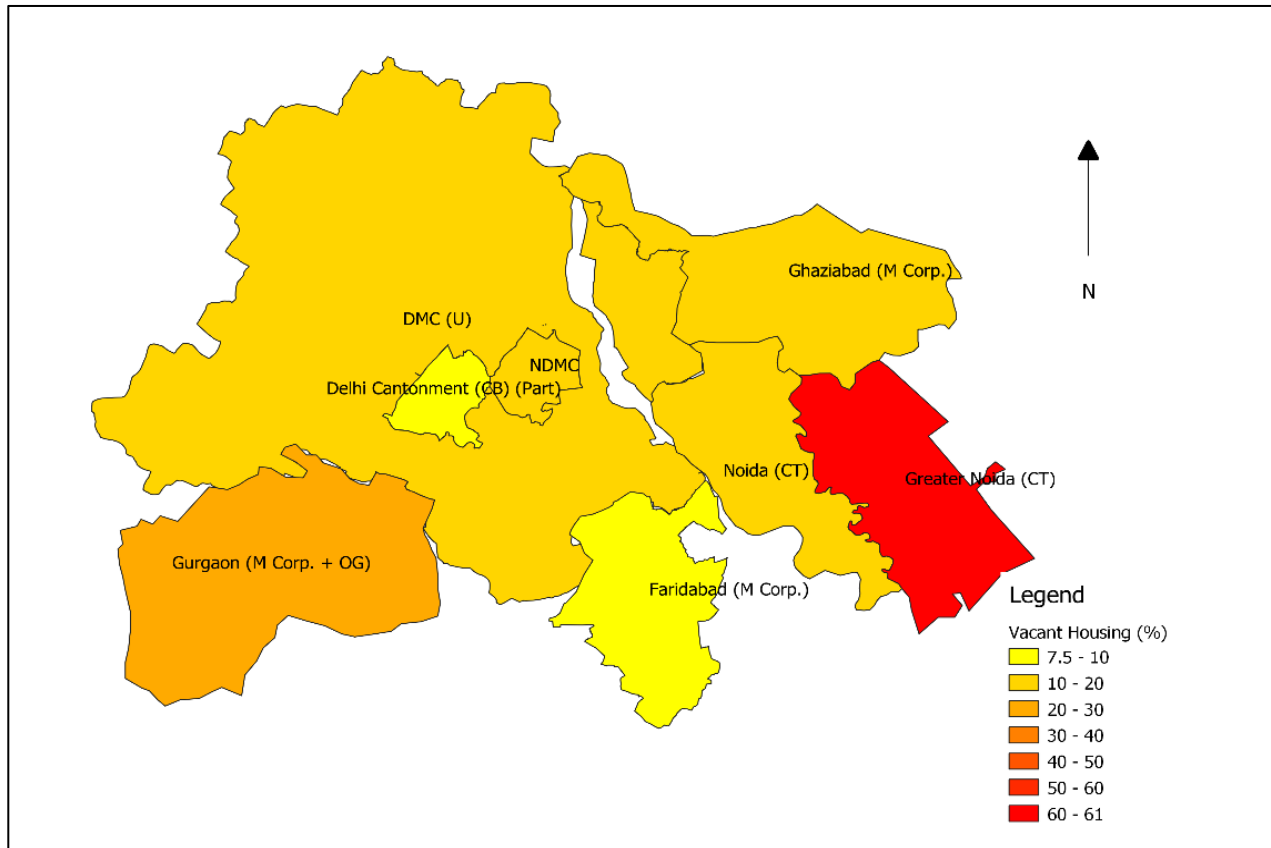 Ghaziabad (M Corp.)
N
DMC (U)
NDMC
Delhi Cantonment (CB) (Part)
Noida (CT)
Greater Noida (CT)
Gurgaon (M Corp. + OG)
Faridabad (M Corp.)
Legend
Vacant Housing (%)
7.5 - 10
10 - 20
20 - 30
30 - 40
40 - 50
50 - 60
60 - 61